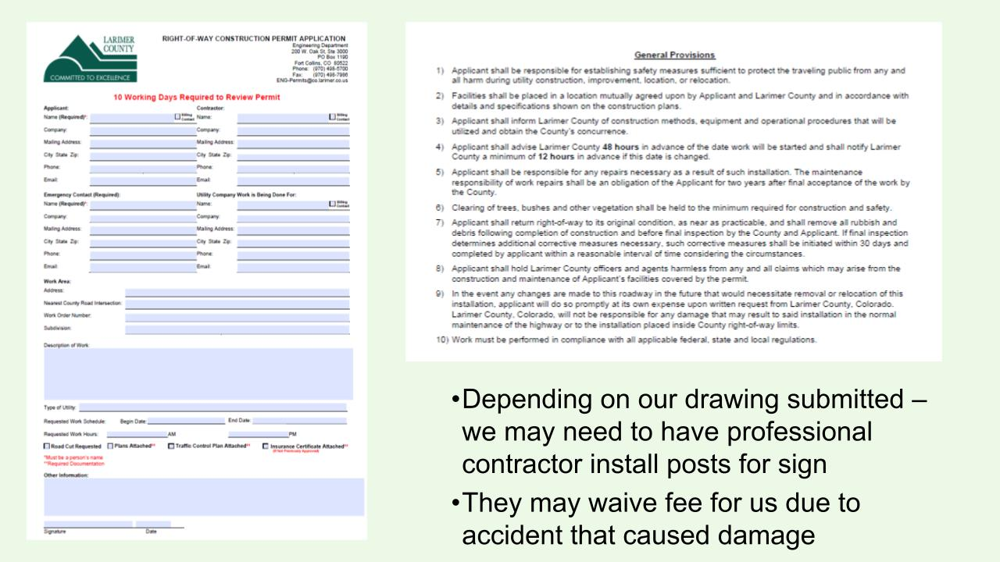 LARIMER
COUNTY
COMMITTED TO EXCELLENCE
RIGHT-OF-WAY CONSTRUCTION PERMIT APPLICATION
Engineering Department
200 W. Oak St, Ste 3000
PO Box 1190
Fort Collins, CO 80522
Phone: (970) 498-5700
Fax: (970) 498-7986
ENG-Permits@co.larimer.co.us
10 Working Days Required to Review Permit
Applicant: Contractor:
Name (Required)*: Billing Contact Name: Billing Contact
Company: Company:
Mailing Address: Mailing Address:
City State Zip: City State Zip:
Phone: Phone:
Email: Email:
Emergency Contact (Required): Utility Company Work is Being Done For:
Name (Required)*: Name: Billing Contact
Company: Company:
Mailing Address: Mailing Address:
City State Zip: City State Zip:
Phone: Phone:
Email: Email:
Work Area:
Address:
Nearest County Road Intersection:
Work Order Number:
Subdivision:
Description of Work:
Type of Utility:
Requested Work Schedule: Begin Date: End Date:
Requested Work Hours: AM PM
Road Cut Requested Plans Attached** Traffic Control Plan Attached** Insurance Certificate Attached**
(If Not Previously Approved)
*Must be a person's name
**Required Documentation
Other Information:
Signature Date
General Provisions
1) Applicant shall be responsible for establishing safety measures sufficient to protect the traveling public from any and
all harm during utility construction, improvement, location, or relocation.
2) Facilities shall be placed in a location mutually agreed upon by Applicant and Larimer County and in accordance with
details and specifications shown on the construction plans.
3) Applicant shall inform Larimer County of construction methods, equipment and operational procedures that will be
utilized and obtain the County's concurrence.
4) Applicant shall advise Larimer County 48 hours in advance of the date work will be started and shall notify Larimer
County a minimum of 12 hours in advance if this date is changed.
5) Applicant shall be responsible for any repairs necessary as a result of such installation. The maintenance
responsibility of work repairs shall be an obligation of the Applicant for two years after final acceptance of the work by
the County.
6) Clearing of trees, bushes and other vegetation shall be held to the minimum required for construction and safety.
7) Applicant shall return right-of-way to its original condition, as near as practicable, and shall remove all rubbish and
debris following completion of construction and before final inspection by the County and Applicant. If final inspection
determines additional corrective measures necessary, such corrective measures shall be initiated within 30 days and
completed by applicant within a reasonable interval of time considering the circumstances.
8) Applicant shall hold Larimer County officers and agents harmless from any and all claims which may arise from the
construction and maintenance of Applicant's facilities covered by the permit.
9) In the event any changes are made to this roadway in the future that would necessitate removal or relocation of this
installation, applicant will do so promptly at its own expense upon written request from Larimer County, Colorado.
Larimer County, Colorado, will not be responsible for any damage that may result to said installation in the normal
maintenance of the highway or to the installation placed inside County right-of-way limits.
10) Work must be performed in compliance with all applicable federal, state and local regulations.
•Depending on our drawing submitted –
we may need to have professional
contractor install posts for sign
•They may waive fee for us due to
accident that caused damage